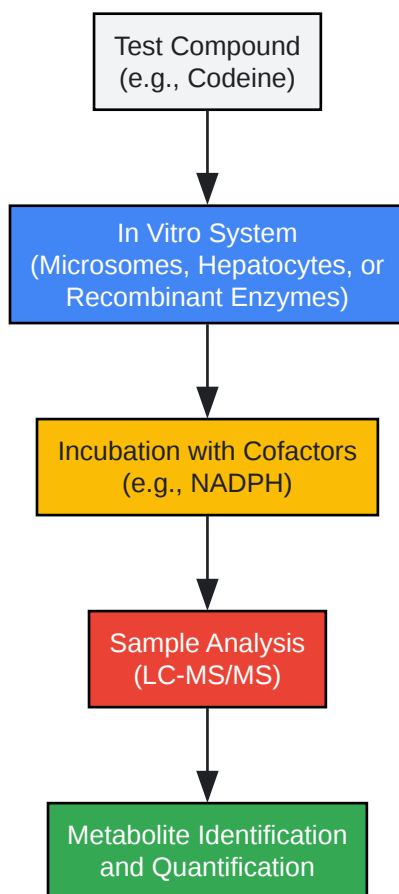 Test Compound
(e.g., Codeine)
In Vitro System
(Microsomes, Hepatocytes, or
Recombinant Enzymes)
Incubation with Cofactors
(e.g., NADPH)
Sample Analysis
(LC-MS/MS)
Metabolite Identification
and Quantification